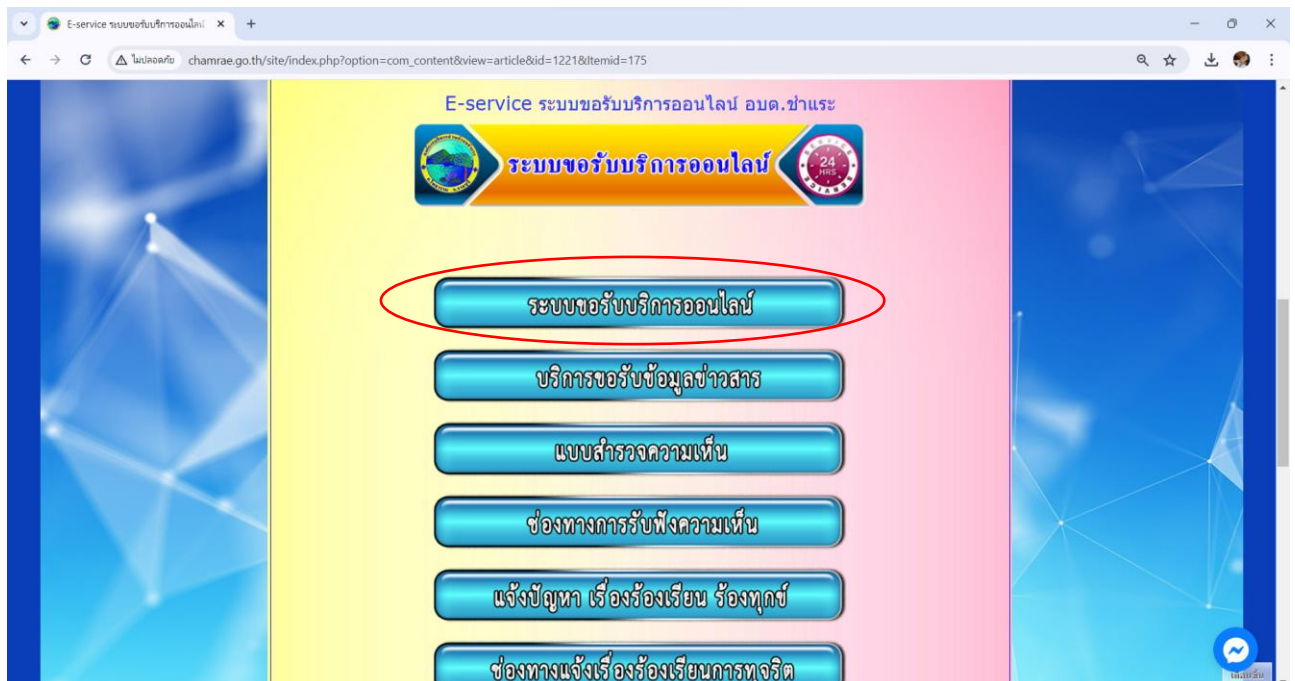 E-service ระบบขอรับบริการออนไลน์
ไม่ปลอดภัย chamrae.go.th/site/index.php?option=com_content&view=article&id=1221&Itemid=175
E-service ระบบขอรับบริการออนไลน์ อบต.ชำแระ
ระบบขอรับบริการออนไลน์
SERVICE
24
HRS
SERVICE
ระบบขอรับบริการออนไลน์
บริการขอรับข้อมูลข่าวสาร
แบบสำรวจความเห็น
ช่องทางการรับฟังความเห็น
แจ้งปัญหา เรื่องร้องเรียน ร้องทุกข์
ช่องทางแจ้งเรื่องร้องเรียนการทุจริต